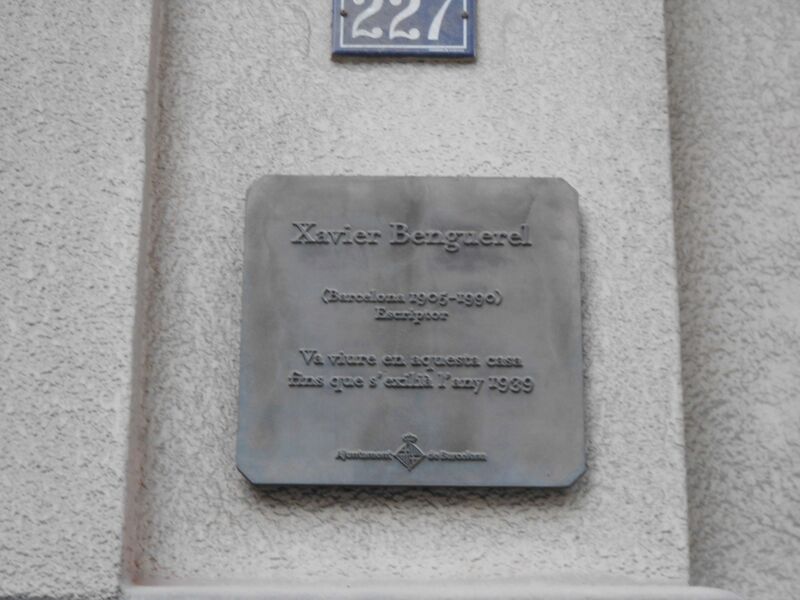 227
Xavier Benguerel
(Barcelona 1905-1990)
Escriptor
Va viure en aquesta casa
fins que s'exilià l'any 1939
Ajuntament de Barcelona